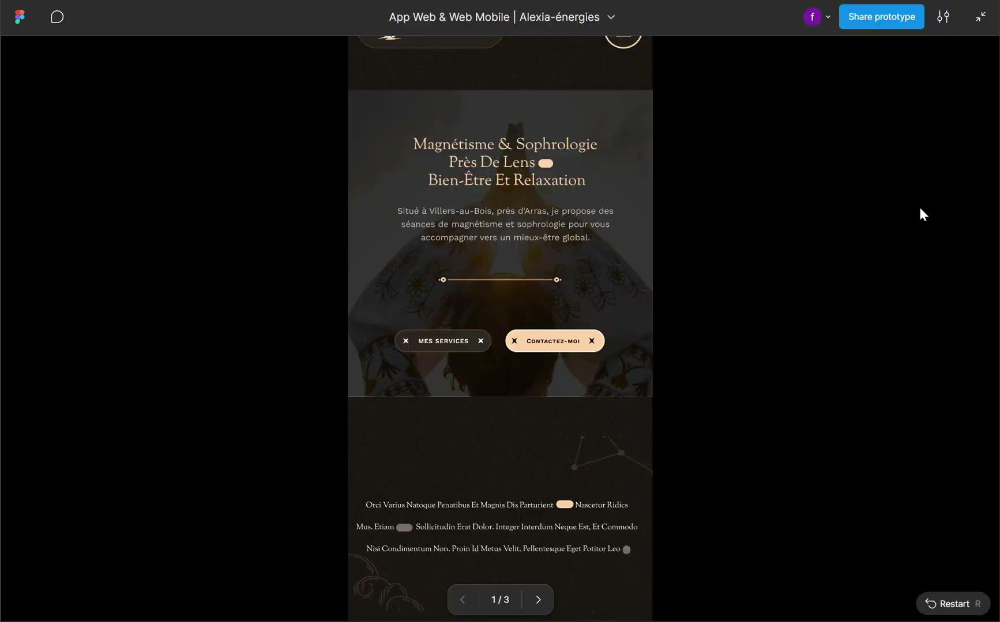 App Web & Web Mobile | Alexia-énergies
f
Share prototype
Magnétisme & Sophrologie
Près De Lens
Bien-Être Et Relaxation
Situé à Villers-au-Bois, près d'Arras, je propose des
séances de magnétisme et sophrologie pour vous
accompagner vers un mieux-être global.
MES SERVICES
CONTACTEZ-MOI
Orci Varius Natoque Penatibus Et Magnis Dis Parturient Nascetur Ridics
Mus. Etiam Sollicitudin Erat Dolor. Integer Interdum Neque Est, Et Commodo
Nisi Condimentum Non. Proin Id Metus Velit. Pellentesque Eget Potitor Leo
1 / 3
Restart R